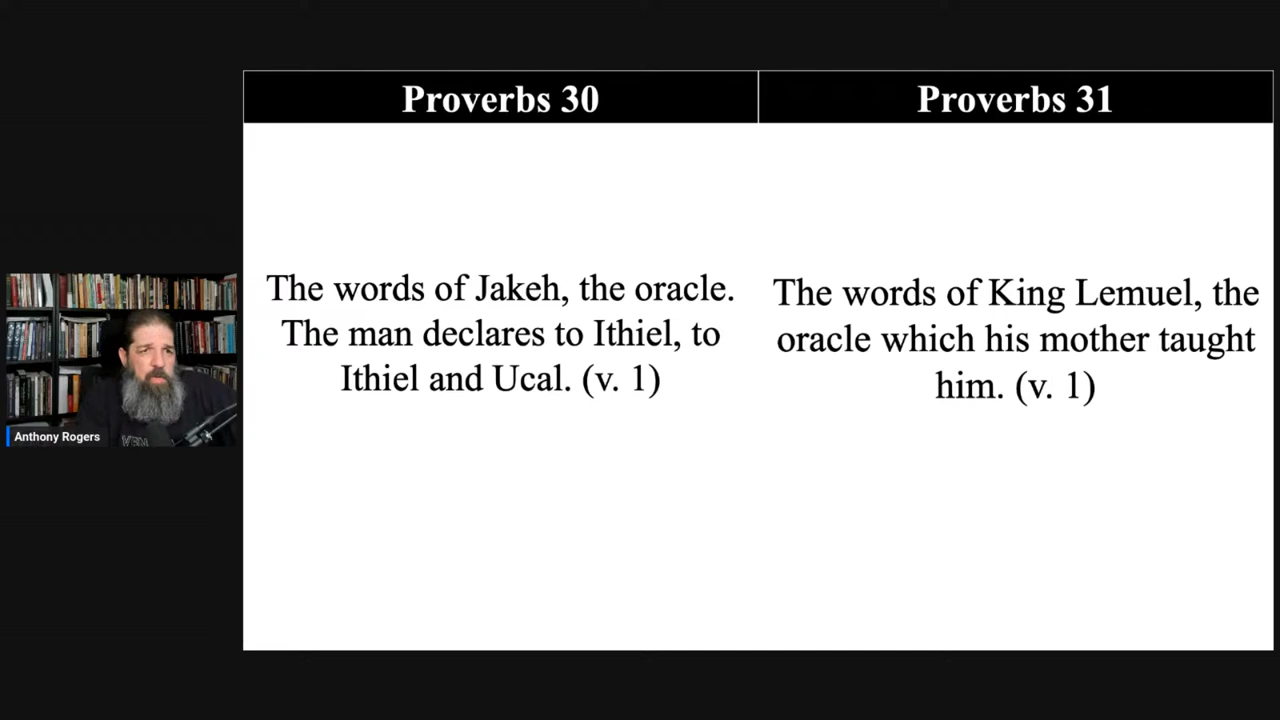 Proverbs 30
Proverbs 31
The words of Jakeh, the oracle.
The man declares to Ithiel, to
Ithiel and Ucal. (v. 1)
The words of King Lemuel, the
oracle which his mother taught
him. (v. 1)
Anthony Rogers